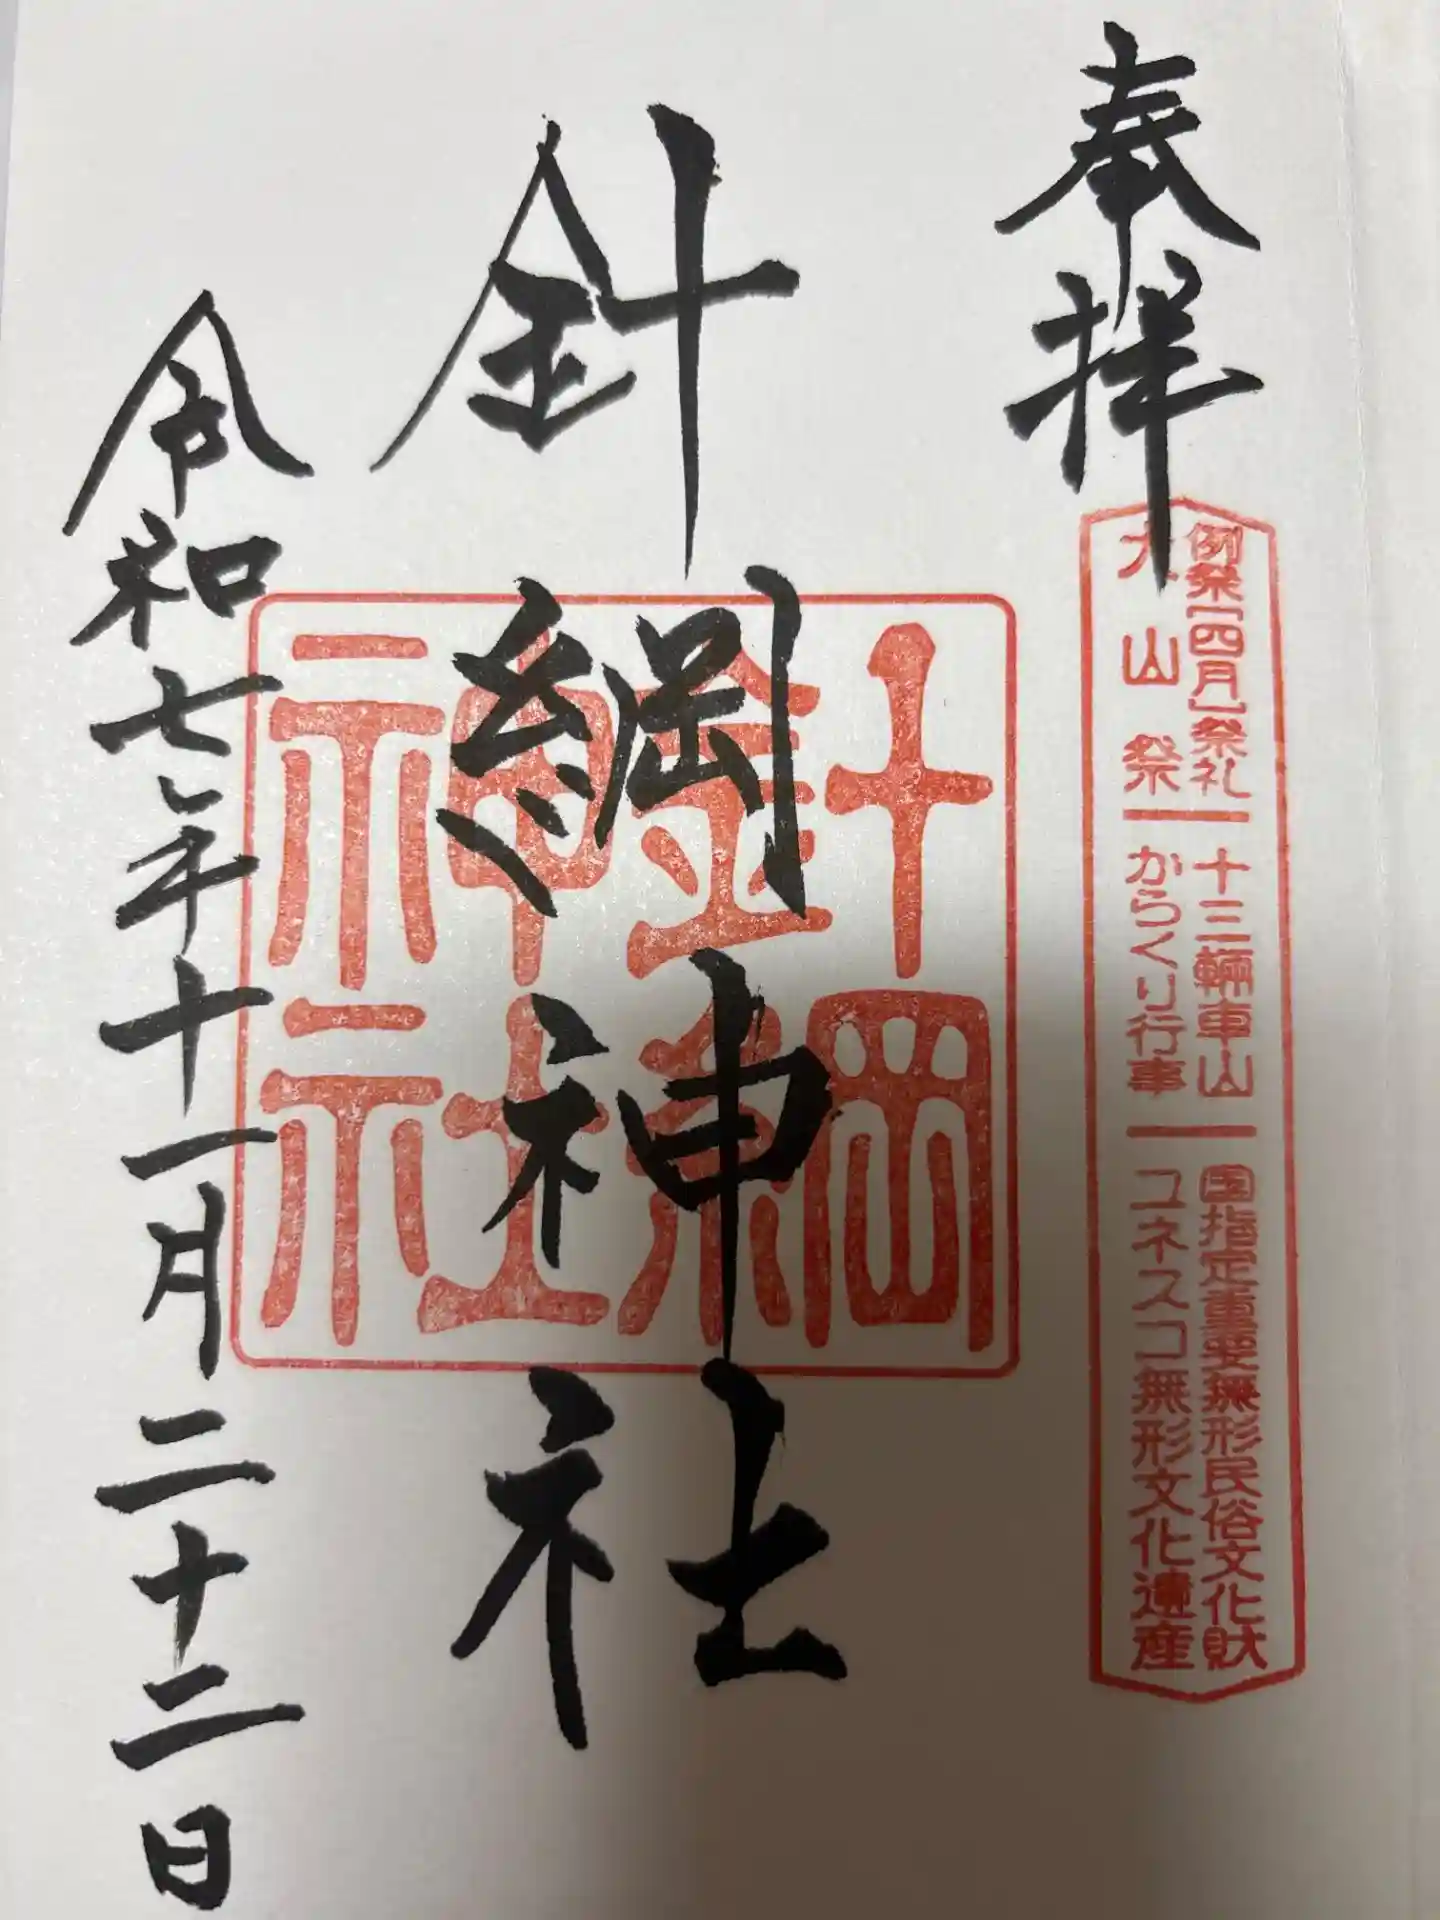 奉拝
例祭[四月]祭礼 十三輛車山 国指定重要無形民俗文化財
犬山祭 からくり行事 ユネスコ無形文化遺産
針綱神社
針綱
神社
令和七年十一月二十二日